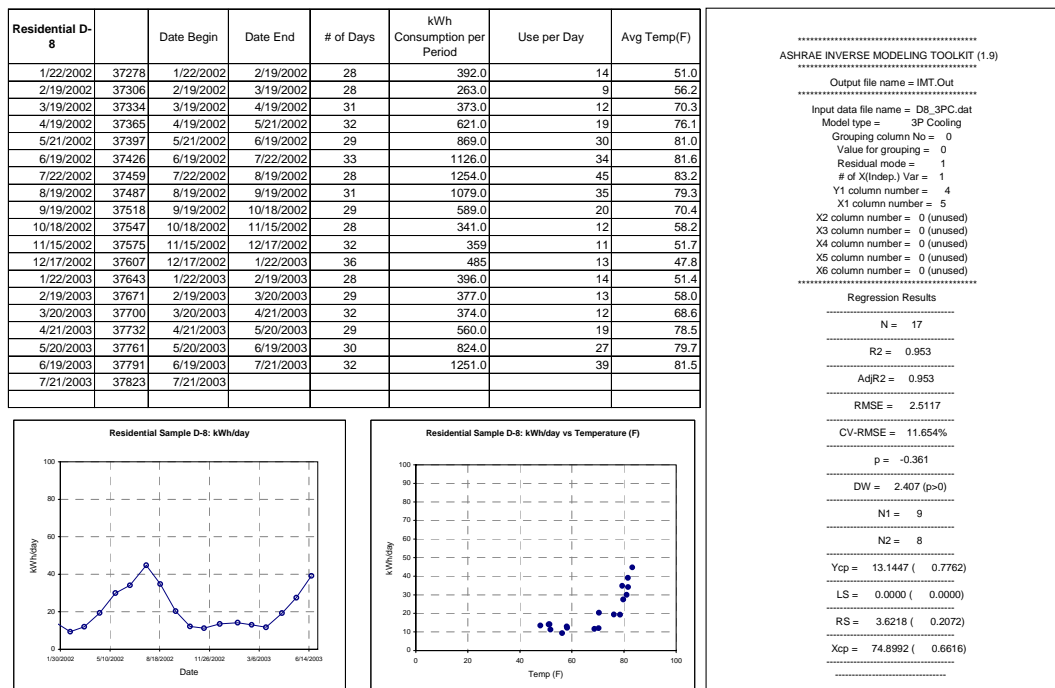 Residential D-8 Date Begin Date End # of Days kWh Consumption per Period Use per Day Avg Temp(F)
1/22/2002 37278 1/22/2002 2/19/2002 28 392.0 14 51.0
2/19/2002 37306 2/19/2002 3/19/2002 28 263.0 9 56.2
3/19/2002 37334 3/19/2002 4/19/2002 31 373.0 12 70.3
4/19/2002 37365 4/19/2002 5/21/2002 32 621.0 19 76.1
5/21/2002 37397 5/21/2002 6/19/2002 29 869.0 30 81.0
6/19/2002 37426 6/19/2002 7/22/2002 33 1126.0 34 81.6
7/22/2002 37459 7/22/2002 8/19/2002 28 1254.0 45 83.2
8/19/2002 37487 8/19/2002 9/19/2002 31 1079.0 35 79.3
9/19/2002 37518 9/19/2002 10/18/2002 29 589.0 20 70.4
10/18/2002 37547 10/18/2002 11/15/2002 28 341.0 12 58.2
11/15/2002 37575 11/15/2002 12/17/2002 32 359 11 51.7
12/17/2002 37607 12/17/2002 1/22/2003 36 485 13 47.8
1/22/2003 37643 1/22/2003 2/19/2003 28 396.0 14 51.4
2/19/2003 37671 2/19/2003 3/20/2003 29 377.0 13 58.0
3/20/2003 37700 3/20/2003 4/21/2003 32 374.0 12 68.6
4/21/2003 37732 4/21/2003 5/20/2003 29 560.0 19 78.5
5/20/2003 37761 5/20/2003 6/19/2003 30 824.0 27 79.7
6/19/2003 37791 6/19/2003 7/21/2003 32 1251.0 39 81.5
7/21/2003 37823 7/21/2003
Residential Sample D-8: kWh/day
100
80
60
40
20
0
kWh/day
1/30/2002 5/10/2002 8/18/2002 11/26/2002 3/6/2003 6/14/2003
Date
Residential Sample D-8: kWh/day vs Temperature (F)
100
90
80
70
60
50
40
30
20
10
0
kWh/day
0 20 40 60 80 100
Temp (F)
********************************************
ASHRAE INVERSE MODELING TOOLKIT (1.9)
********************************************
Output file name = IMT.Out
********************************************
Input data file name = D8_3PC.dat
Model type = 3P Cooling
Grouping column No = 0
Value for grouping = 0
Residual mode = 1
# of X(Indep.) Var = 1
Y1 column number = 4
X1 column number = 5
X2 column number = 0 (unused)
X3 column number = 0 (unused)
X4 column number = 0 (unused)
X5 column number = 0 (unused)
X6 column number = 0 (unused)
********************************************
Regression Results
--------------------------------------
N = 17
--------------------------------------
R2 = 0.953
--------------------------------------
AdjR2 = 0.953
--------------------------------------
RMSE = 2.5117
--------------------------------------
CV-RMSE = 11.654%
--------------------------------------
p = -0.361
--------------------------------------
DW = 2.407 (p>0)
--------------------------------------
N1 = 9
--------------------------------------
N2 = 8
--------------------------------------
Ycp = 13.1447 ( 0.7762)
--------------------------------------
LS = 0.0000 ( 0.0000)
--------------------------------------
RS = 3.6218 ( 0.2072)
--------------------------------------
Xcp = 74.8992 ( 0.6616)
--------------------------------------
---------------------------------